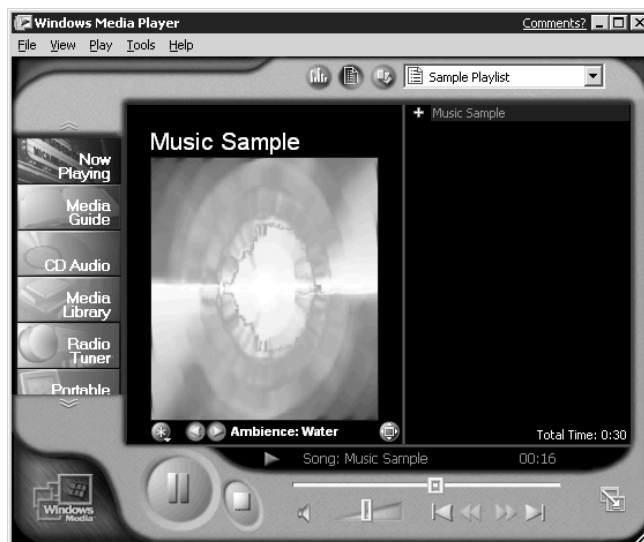 Windows Media Player
Comments?
File View Play Tools Help
Sample Playlist
Music Sample
Music Sample
Now
Playing
Media
Guide
CD Audio
Media
Library
Radio
Tuner
Portable
Ambience: Water
Total Time: 0:30
Song: Music Sample 00:16
Windows
Media